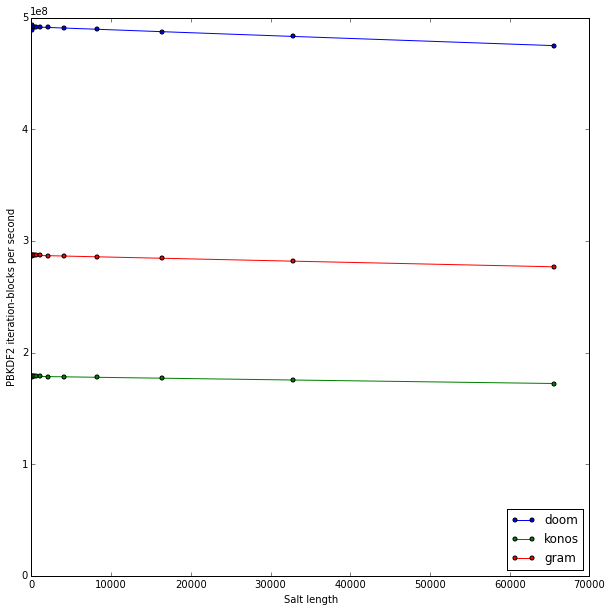 1e8
5
4
3
2
1
0
PBKDF2 iteration-blocks per second
0 10000 20000 30000 40000 50000 60000 70000
Salt length
doom
konos
gram